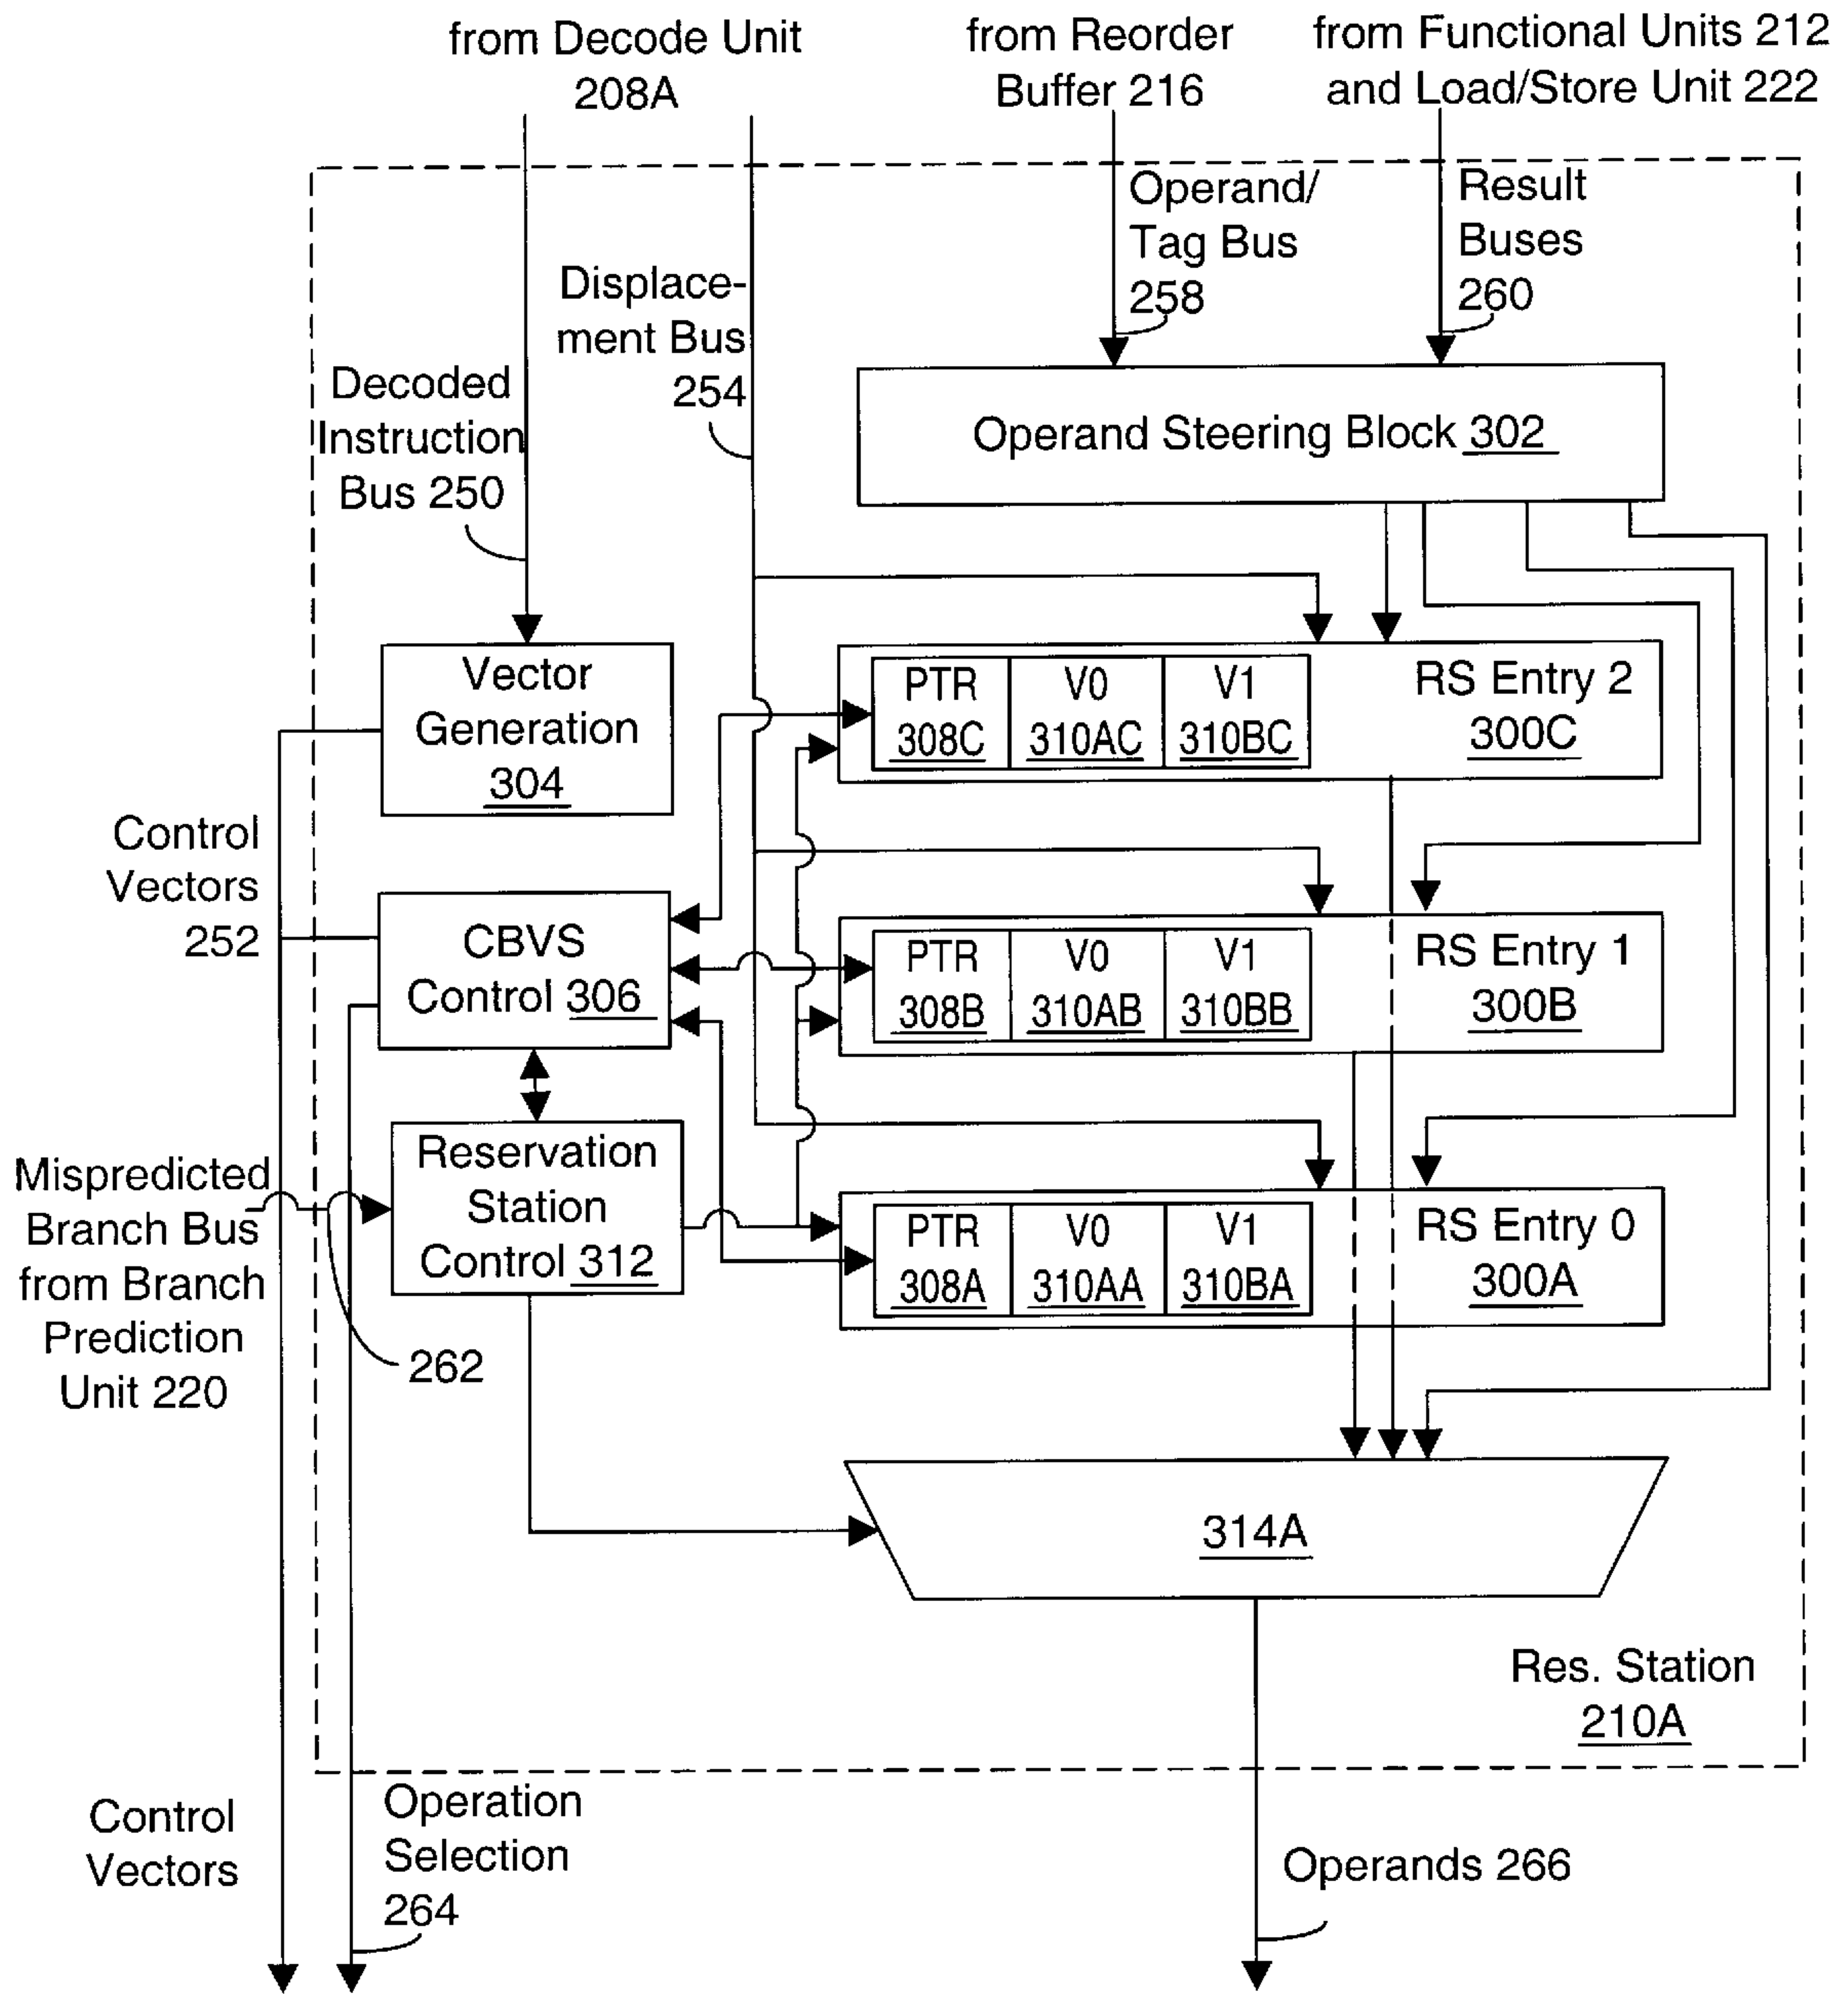 from Decode Unit
208A
from Reorder
Buffer 216
from Functional Units 212
and Load/Store Unit 222
Operand/
Tag Bus
258
Result
Buses
260
Displace-
ment Bus
254
Decoded
Instruction
Bus 250
Operand Steering Block 302
Vector
Generation
304
PTR
308C
V0
310AC
V1
310BC
RS Entry 2
300C
Control
Vectors
252
CBVS
Control 306
PTR
308B
V0
310AB
V1
310BB
RS Entry 1
300B
Mispredicted
Branch Bus
from Branch
Prediction
Unit 220
262
Reservation
Station
Control 312
PTR
308A
V0
310AA
V1
310BA
RS Entry 0
300A
314A
Res. Station
210A
Control
Vectors
Operation
Selection
264
Operands 266